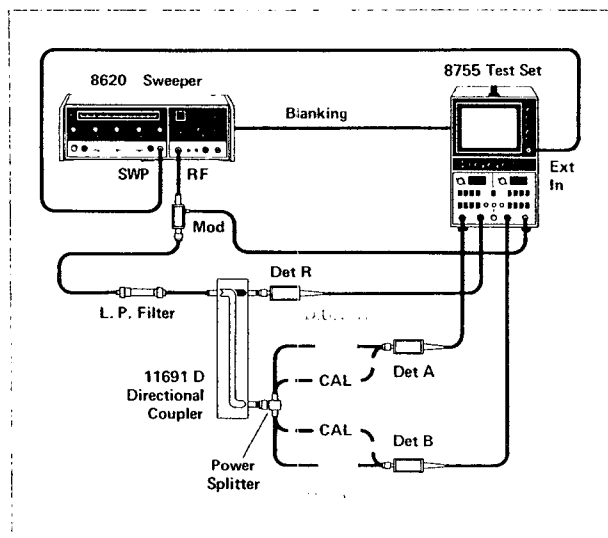 8620 Sweeper
8755 Test Set
Blanking
SWP
RF
Ext
In
Mod
Det R
L. P. Filter
11691 D
Directional
Coupler
CAL
Det A
CAL
Det B
Power
Splitter